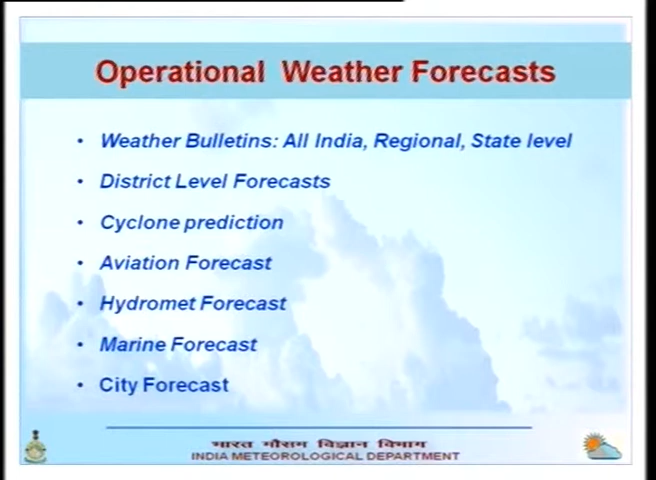 Operational Weather Forecasts
• Weather Bulletins: All India, Regional, State level
• District Level Forecasts
• Cyclone prediction
• Aviation Forecast
• Hydromet Forecast
• Marine Forecast
• City Forecast
भारत मौसम विज्ञान विभाग
INDIA METEOROLOGICAL DEPARTMENT